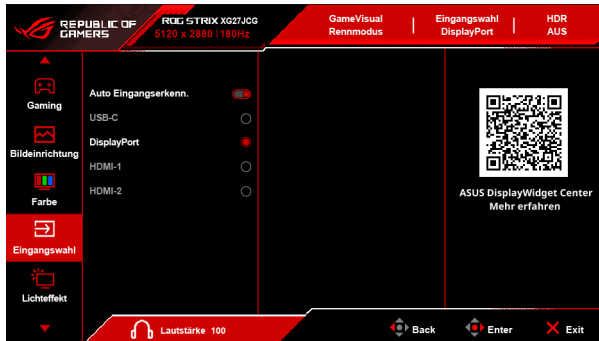 REPUBLIC OF
GAMERS
ROG STRIX XG27JCG
5120 x 2880 | 180Hz
GameVisual
Rennmodus
Eingangswahl
DisplayPort
HDR
AUS
Gaming
Bildeinrichtung
Farbe
Eingangswahl
Lichteffekt
Auto Eingangserkenn.
USB-C
DisplayPort
HDMI-1
HDMI-2
ASUS DisplayWidget Center
Mehr erfahren
Lautstärke 100
Back
Enter
Exit